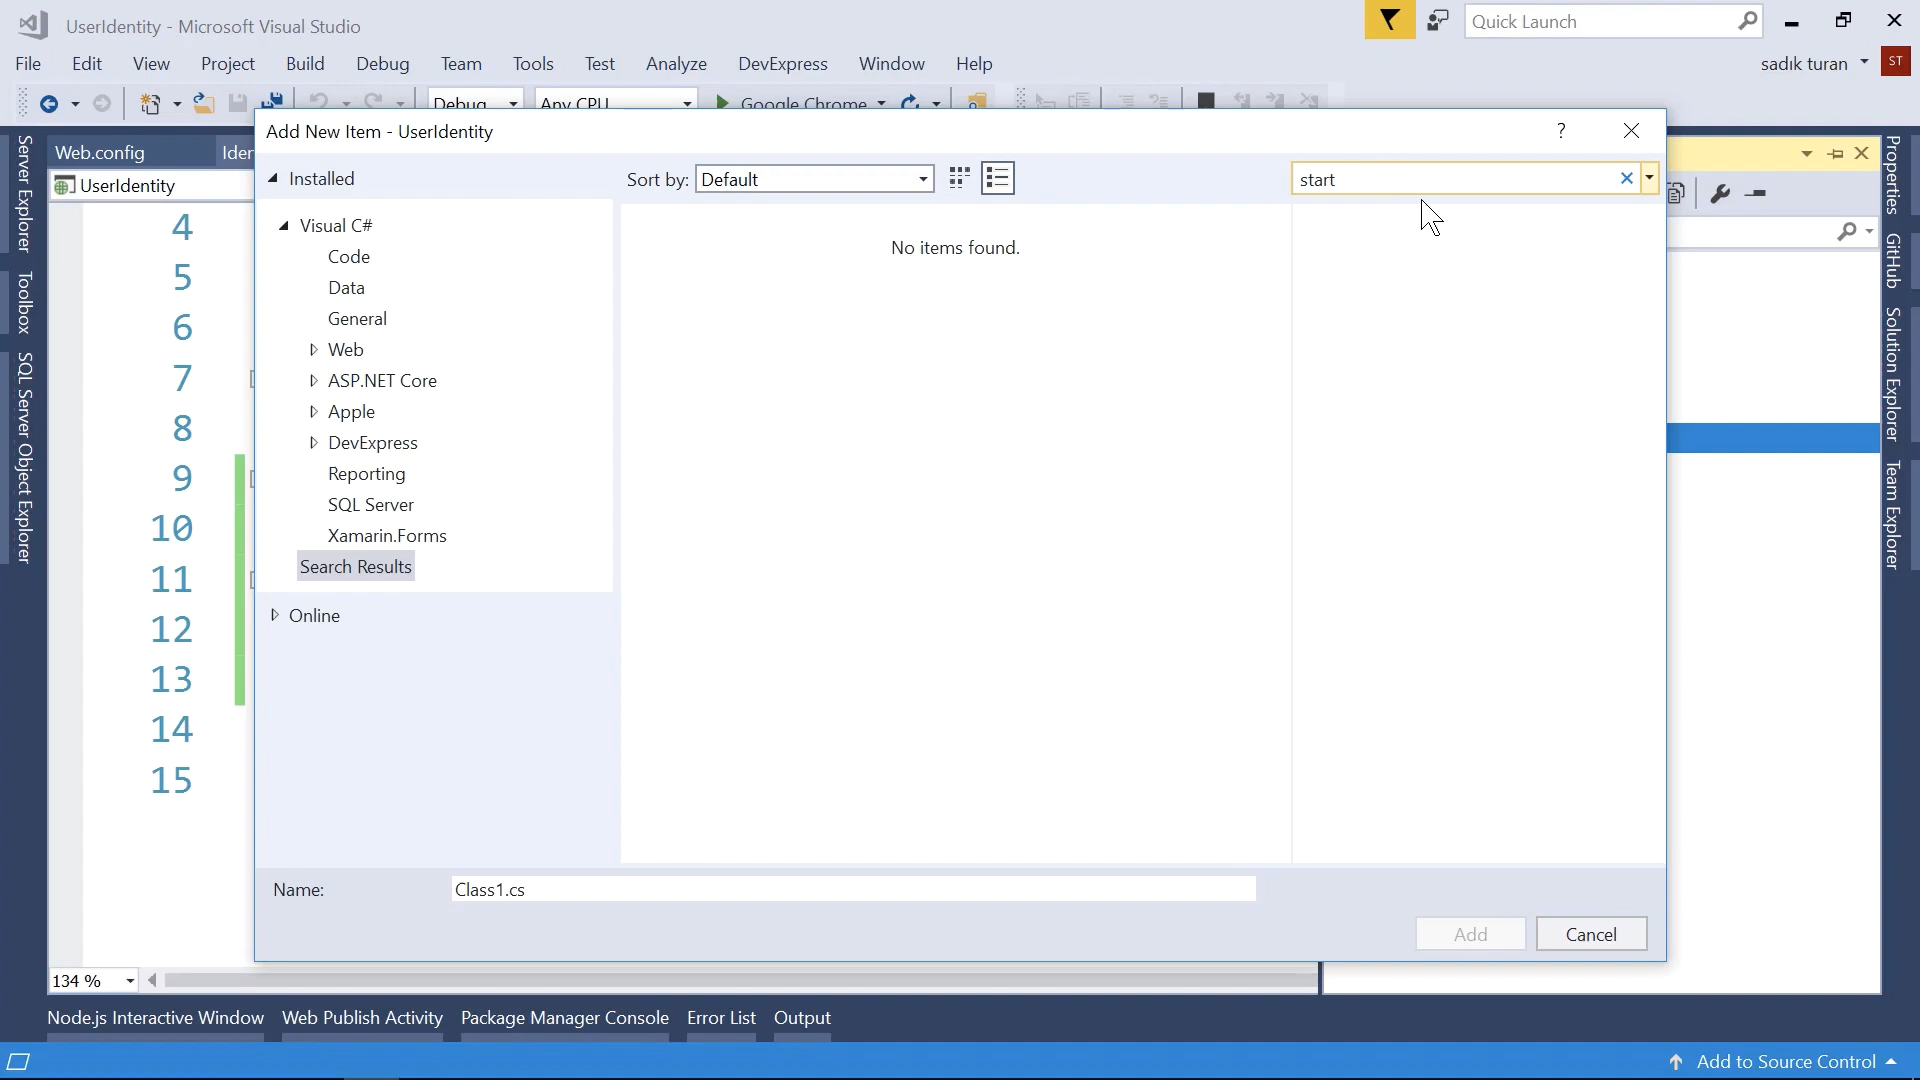 UserIdentity - Microsoft Visual Studio
Quick Launch
File Edit View Project Build Debug Team Tools Test Analyze DevExpress Window Help
sadık turan
ST
Debug Any CPU Google Chrome
Add New Item - UserIdentity
?
Web.config
Installed
Sort by: Default
start
UserIdentity
Visual C#
No items found.
Code
Data
General
Web
ASP.NET Core
Apple
DevExpress
Reporting
SQL Server
Xamarin.Forms
Search Results
Online
4
5
6
7
8
9
10
11
12
13
14
15
Name: Class1.cs
Add Cancel
134 %
Server Explorer
Toolbox
SQL Server Object Explorer
Properties
GitHub
Solution Explorer
Team Explorer
Node.js Interactive Window Web Publish Activity Package Manager Console Error List Output
Add to Source Control